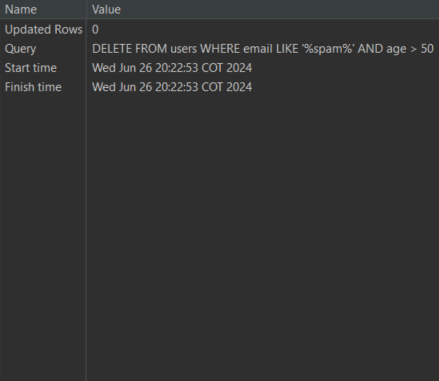 Name Value
Updated Rows 0
Query DELETE FROM users WHERE email LIKE '%spam%' AND age > 50
Start time Wed Jun 26 20:22:53 COT 2024
Finish time Wed Jun 26 20:22:53 COT 2024